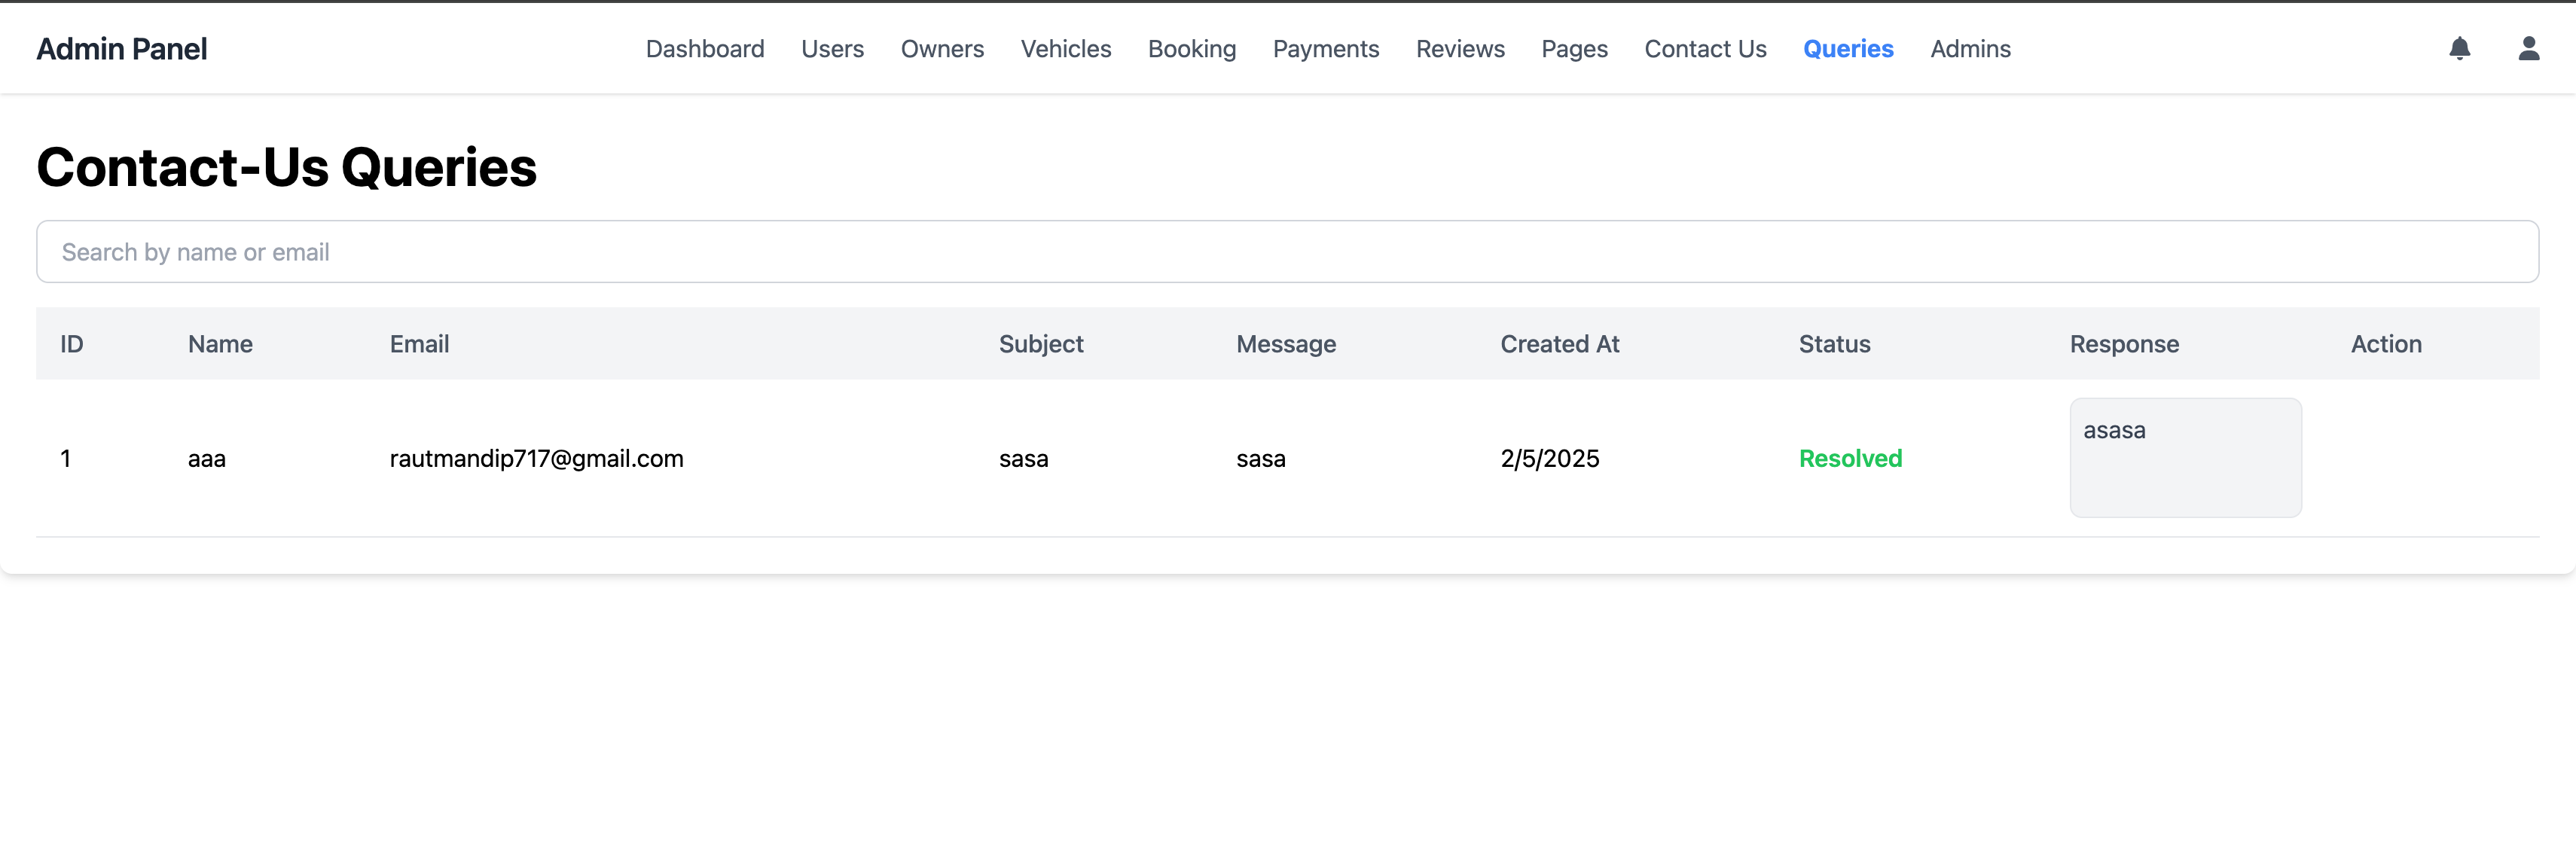 Admin Panel Dashboard Users Owners Vehicles Booking Payments Reviews Pages Contact Us Queries Admins
Contact-Us Queries
Search by name or email
ID Name Email Subject Message Created At Status Response Action
1 aaa rautmandip717@gmail.com sasa sasa 2/5/2025 Resolved asasa